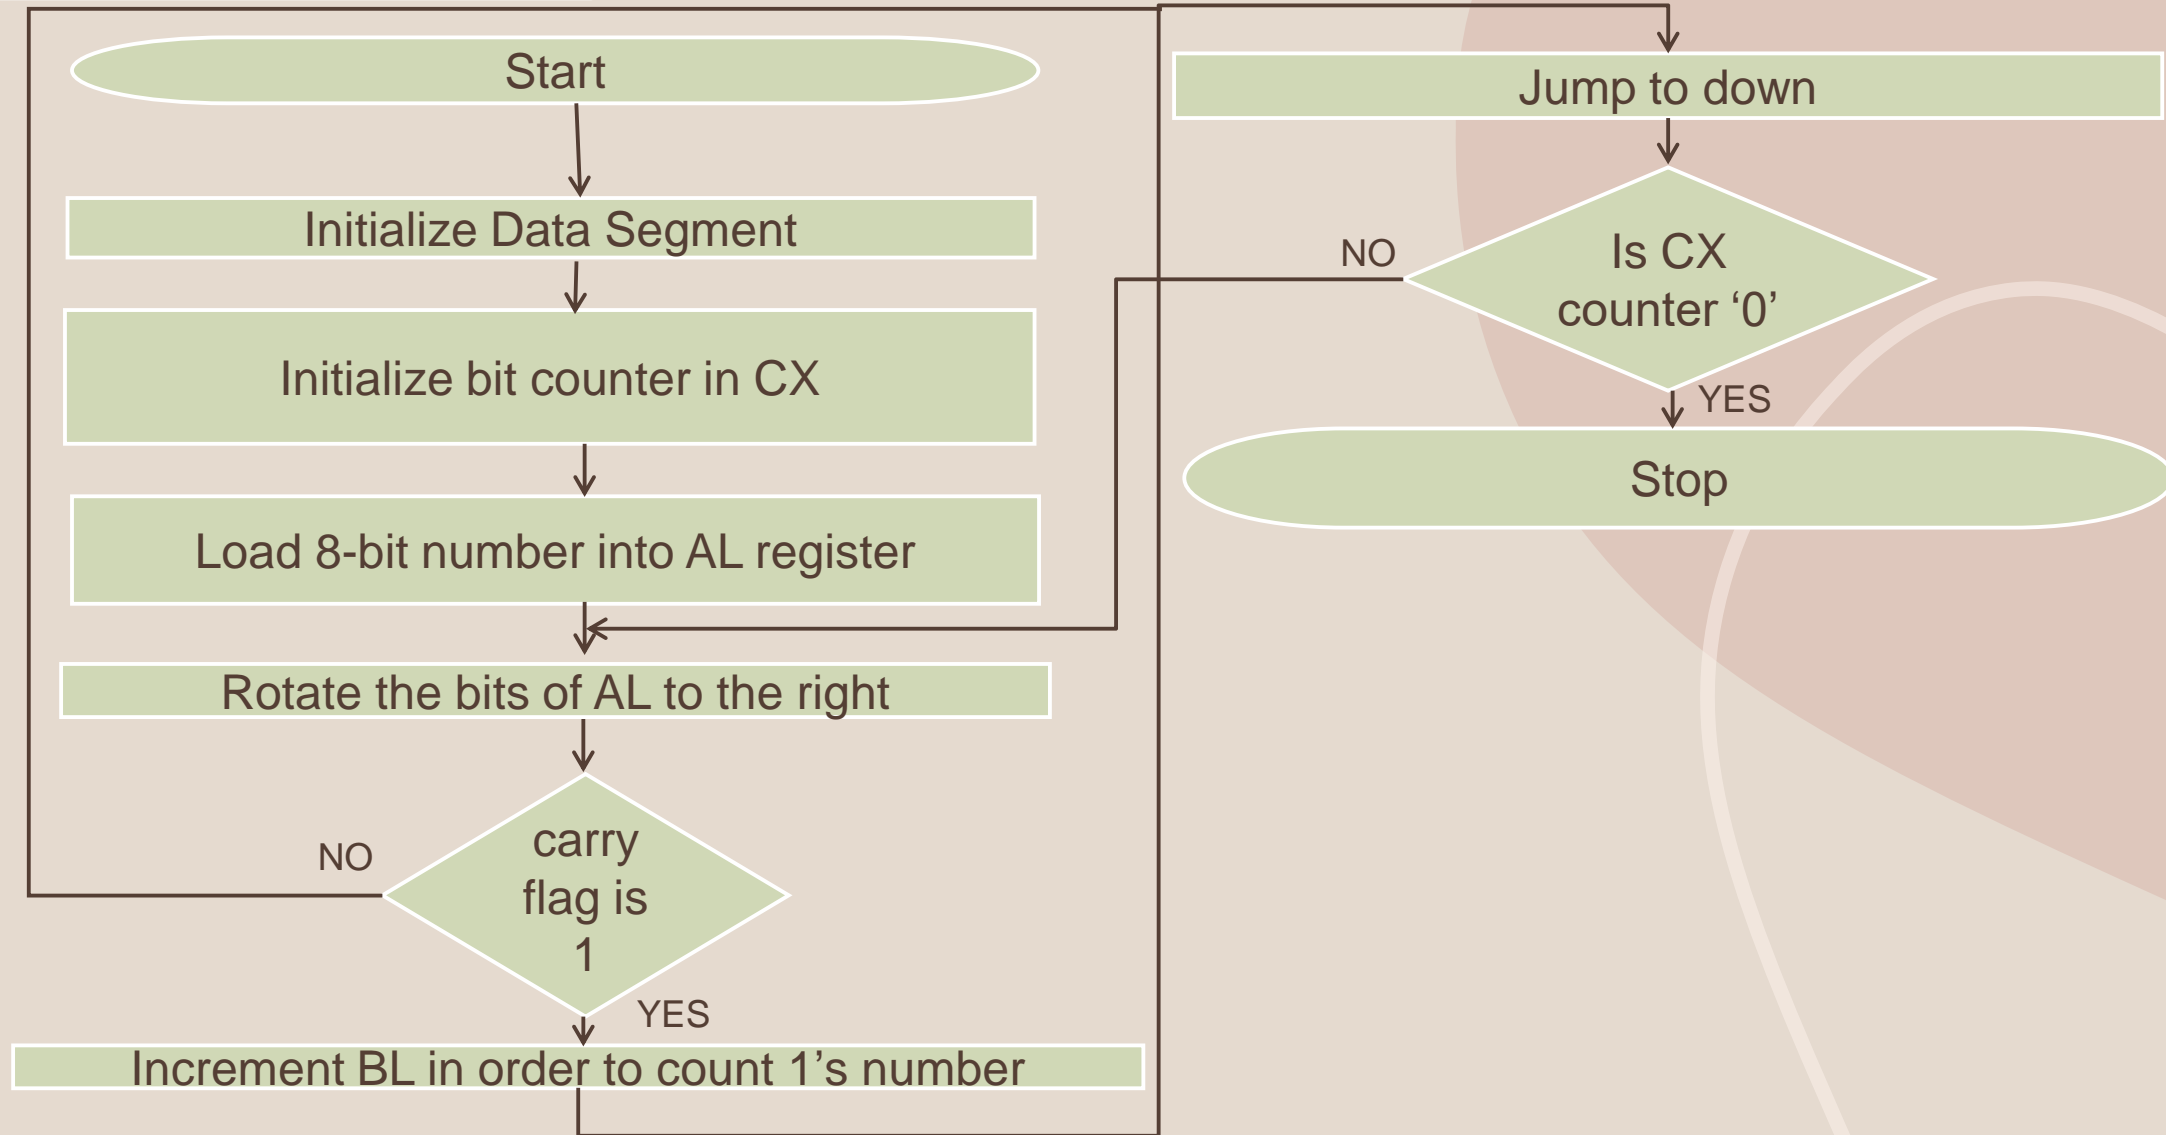 Start
Initialize Data Segment
Initialize bit counter in CX
Load 8-bit number into AL register
Rotate the bits of AL to the right
carry
flag is
1
NO
YES
Increment BL in order to count 1’s number
Jump to down
Is CX
counter ‘0’
NO
YES
Stop